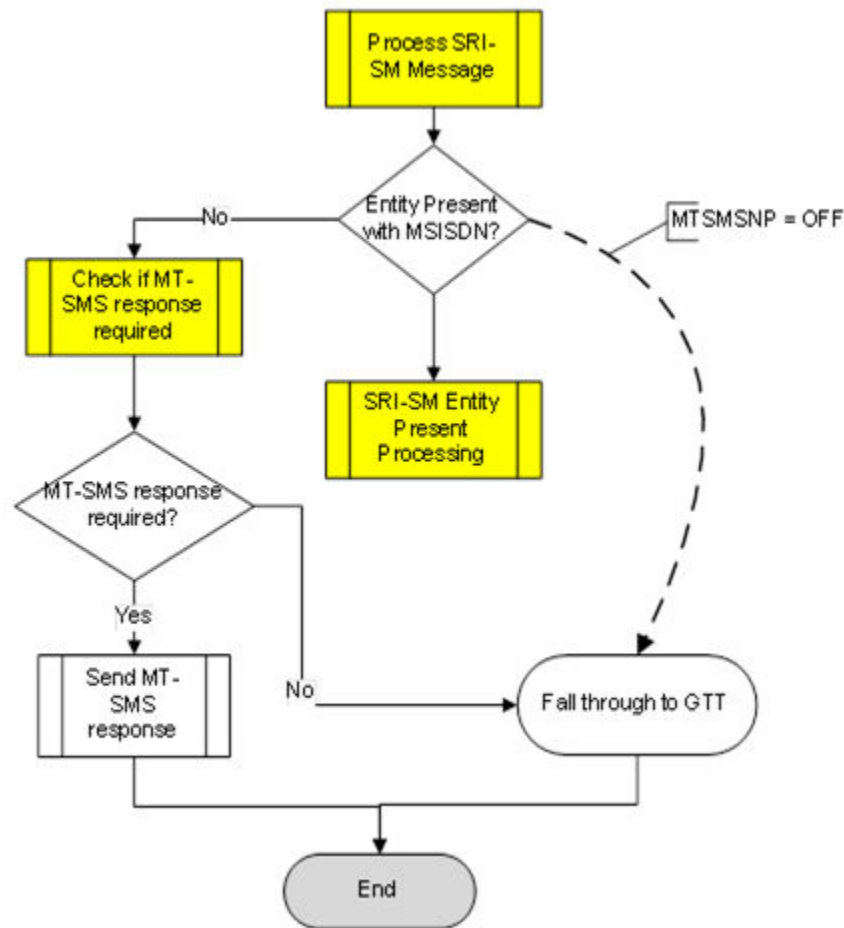 Process SRI-
SM Message
Entity Present
with MSISDN?
No
MTSMSNP = OFF
Check if MT-
SMS response
required
SRI-SM Entity
Present
Processing
MT-SMS response
required?
Yes
Send MT-
SMS
response
No
Fall through to GTT
End